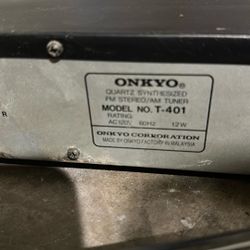 ONKYO®
QUARTZ SYNTHESIZED
FM STEREO/AM TUNER
MODEL NO. T-401
RATING
AC 120V 60HZ 12W
ONKYO CORPORATION
MADE BY ONKYO FACTORY IN MALAYSIA
R